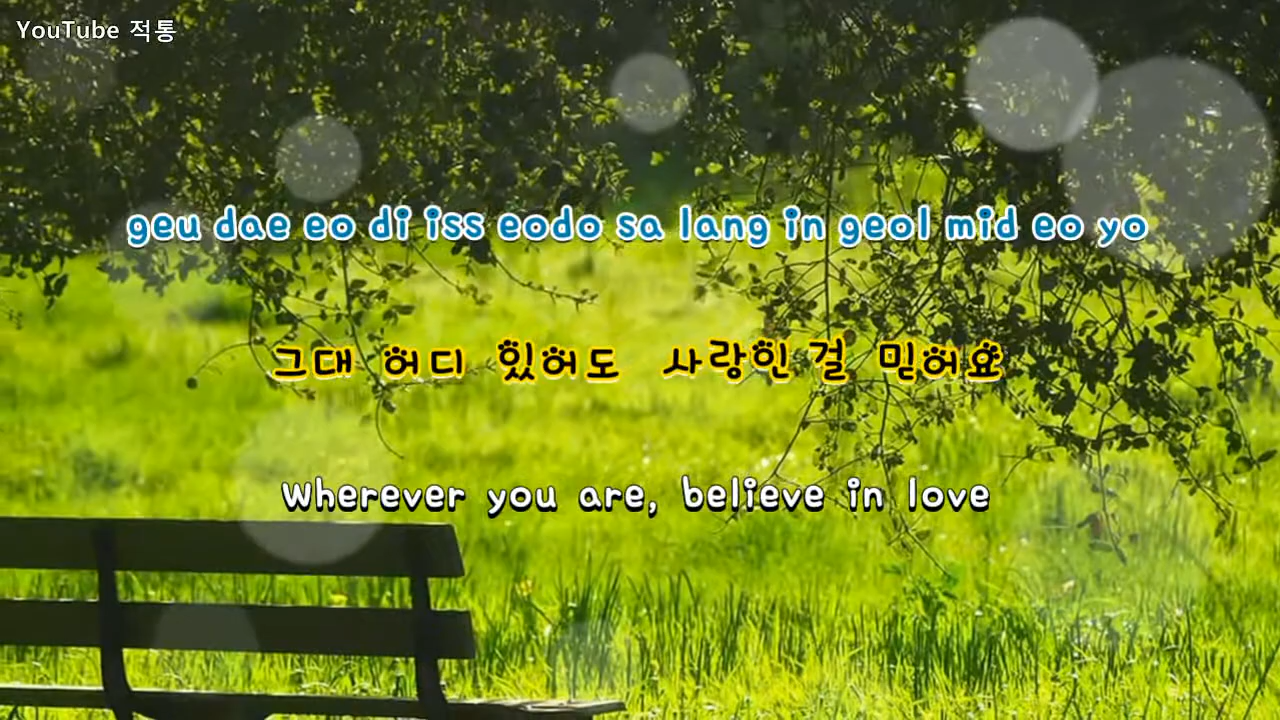 YouTube 적통
geu dae eo di iss eodo sa lang in geol mid eo yo
그대 어디 있어도 사랑인 걸 믿어요
Wherever you are, believe in love